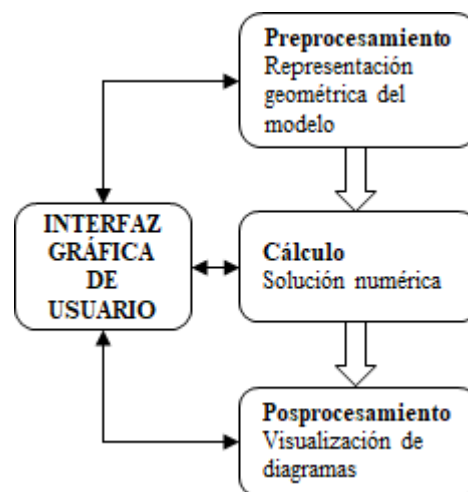 Preprocesamiento
Representación
geométrica del
modelo
INTERFAZ
GRÁFICA
DE
USUARIO
Cálculo
Solución numérica
Posprocesamiento
Visualización de
diagramas